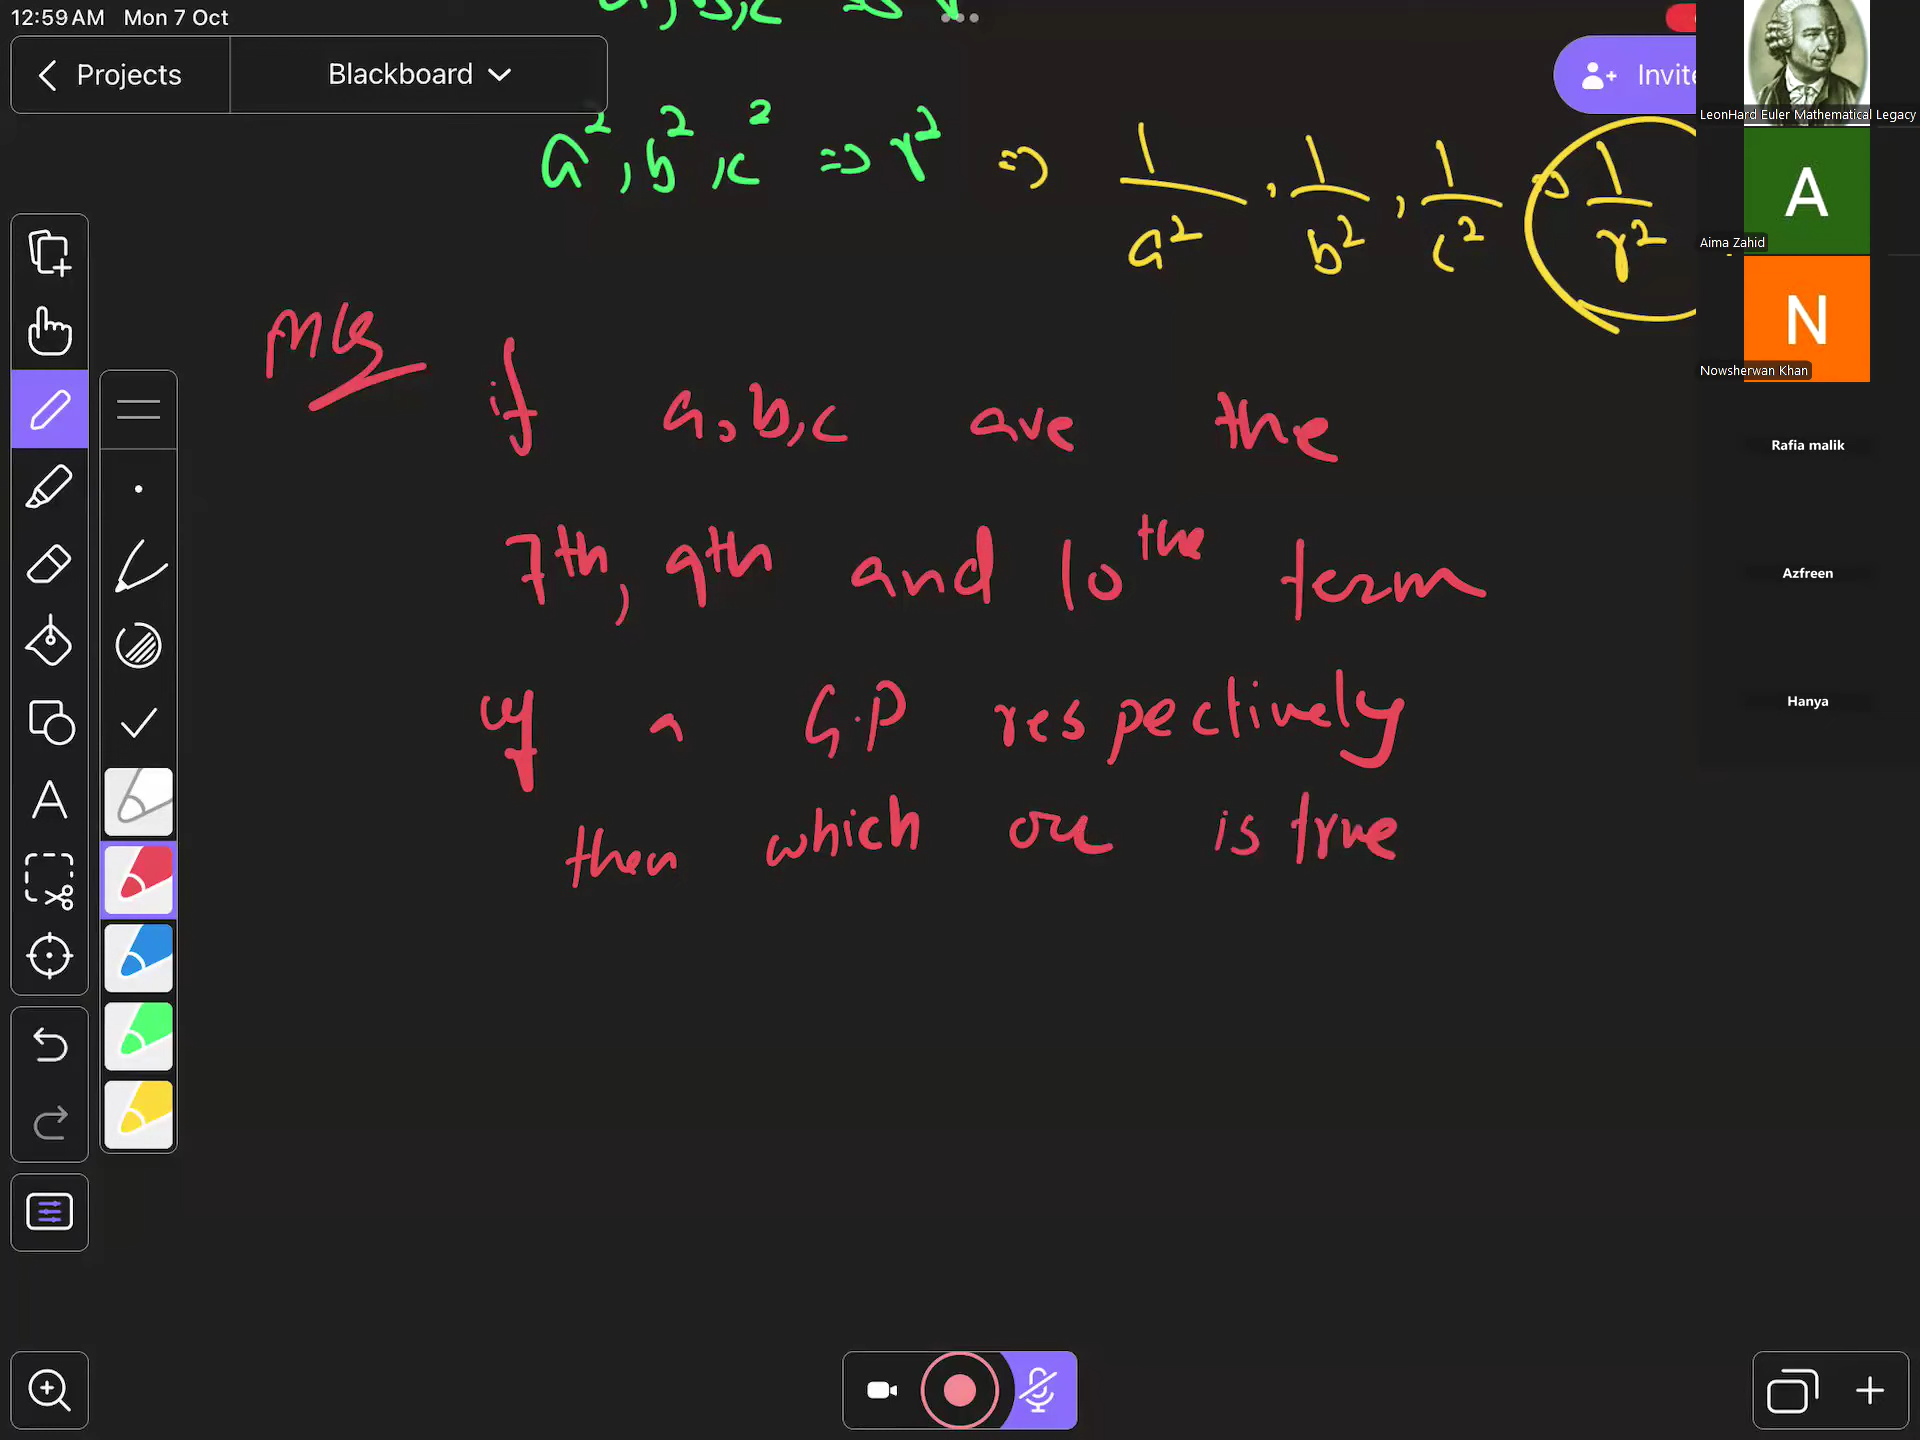 12:59 AM Mon 7 Oct
Projects
Blackboard
Invite
LeonHard Euler Mathematical Legacy
a², b², c² => r² => 1/a², 1/b², 1/c² => 1/r²
A
Aima Zahid
N
Nowsherwan Khan
MCQ
if a,b,c are the
7th, 9th and 10the term
of a G.P respectively
then which one is true
Rafia malik
Azfreen
Hanya
A